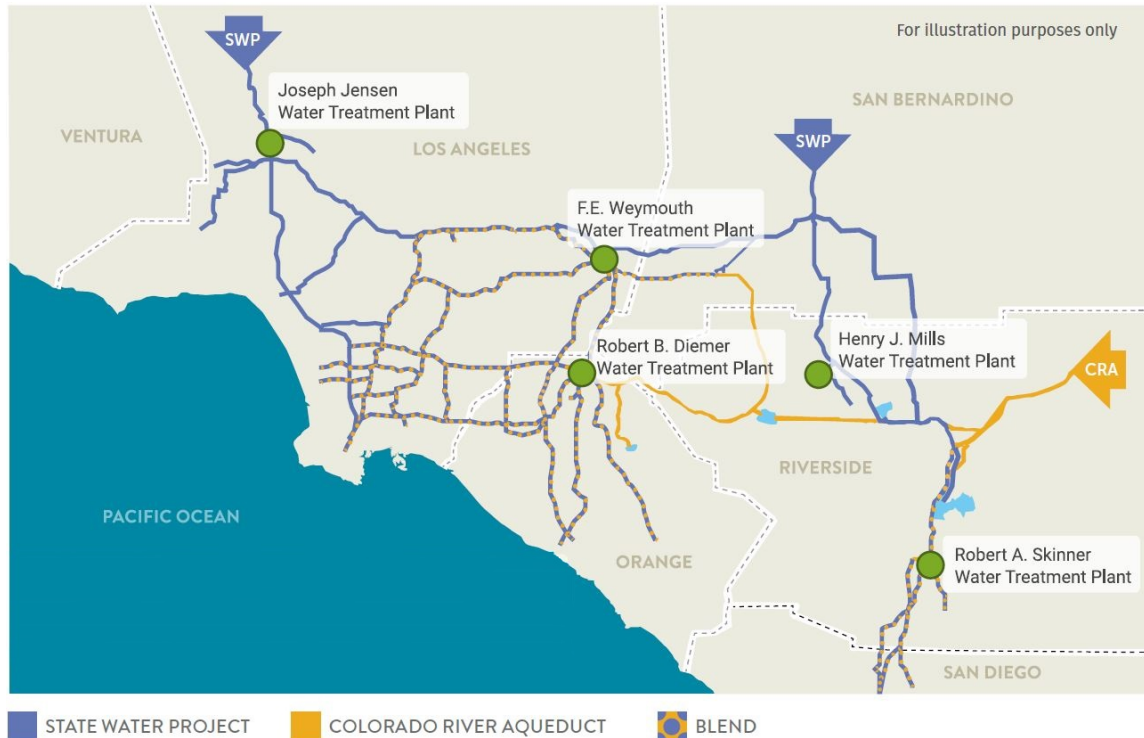 For illustration purposes only
SWP
Joseph Jensen
Water Treatment Plant
SAN BERNARDINO
VENTURA
LOS ANGELES
SWP
F.E. Weymouth
Water Treatment Plant
Robert B. Diemer
Water Treatment Plant
Henry J. Mills
Water Treatment Plant
CRA
RIVERSIDE
PACIFIC OCEAN
ORANGE
Robert A. Skinner
Water Treatment Plant
SAN DIEGO
STATE WATER PROJECT
COLORADO RIVER AQUEDUCT
BLEND